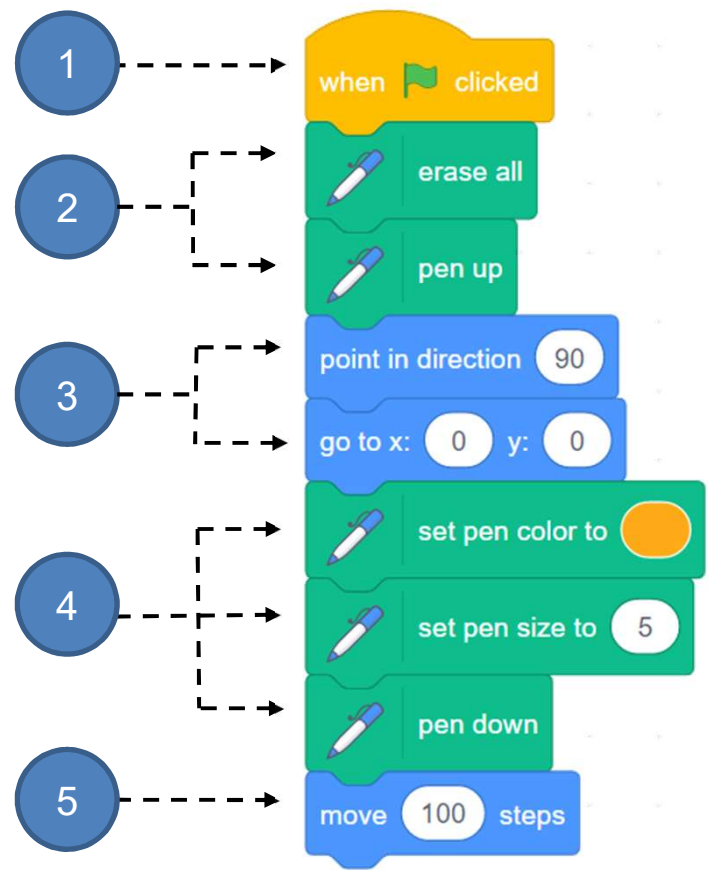 1
when clicked
erase all
2
pen up
point in direction 90
3
go to x: 0 y: 0
set pen color to
4
set pen size to 5
pen down
5
move 100 steps